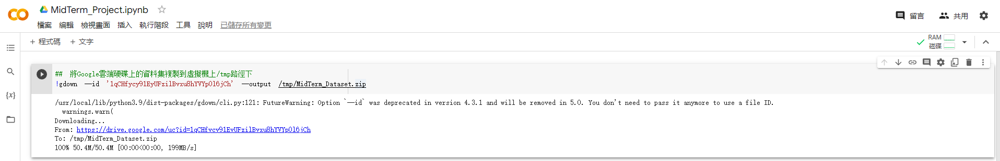 MidTerm_Project.ipynb
檔案 編輯 檢視畫面 插入 執行階段 工具 說明 已儲存所有變更
留言 共用
+ 程式碼 + 文字
RAM
磁碟
## 將Google雲端硬碟上的資料集複製到虛擬機上/tmp路徑下
!gdown --id '1qCHfycy91EyUFzilBvxu8hYVYpOl6jCh' --output /tmp/MidTerm_Dataset.zip
/usr/local/lib/python3.9/dist-packages/gdown/cli.py:121: FutureWarning: Option `--id` was deprecated in version 4.3.1 and will be removed in 5.0. You don't need to pass it anymore to use a file ID.
warnings.warn(
Downloading...
From: https://drive.google.com/uc?id=1qCHfycy91EyUFzilBvxu8hYVYpOl6jCh
To: /tmp/MidTerm_Dataset.zip
100% 50.4M/50.4M [00:00<00:00, 199MB/s]
{x}